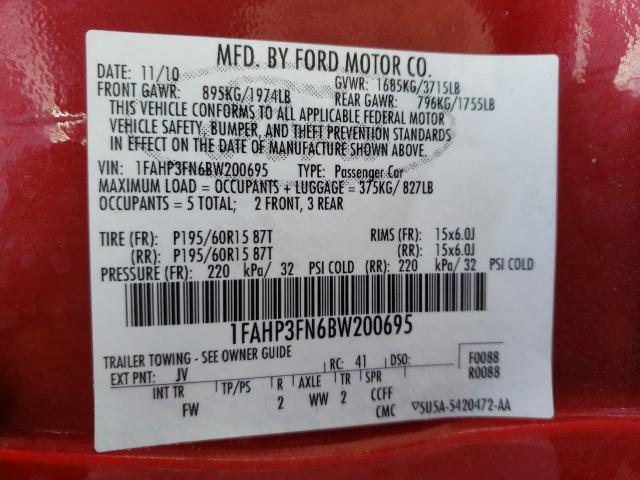 MFD. BY FORD MOTOR CO.
DATE: 11/10 GVWR: 1685KG/3715LB
FRONT GAWR: 895KG/1974LB REAR GAWR: 796KG/1755LB
THIS VEHICLE CONFORMS TO ALL APPLICABLE FEDERAL MOTOR
VEHICLE SAFETY, BUMPER, AND THEFT PREVENTION STANDARDS
IN EFFECT ON THE DATE OF MANUFACTURE SHOWN ABOVE.
VIN: 1FAHP3FN6BW200695 TYPE: Passenger Car
MAXIMUM LOAD = OCCUPANTS + LUGGAGE = 375KG/ 827LB
OCCUPANTS = 5 TOTAL; 2 FRONT, 3 REAR
TIRE (FR): P195/60R15 87T RIMS (FR): 15x6.0J
(RR): P195/60R15 87T (RR): 15x6.0J
PRESSURE (FR): 220 kPa/ 32 PSI COLD (RR): 220 kPa/ 32 PSI COLD
1FAHP3FN6BW200695
TRAILER TOWING - SEE OWNER GUIDE
EXT PNT: JV RC: 41 DSO: F0088
R0088
INT TR TP/PS R AXLE TR SPR
FW 2 WW 2 CCFF
CMC 5U5A-5420472-AA